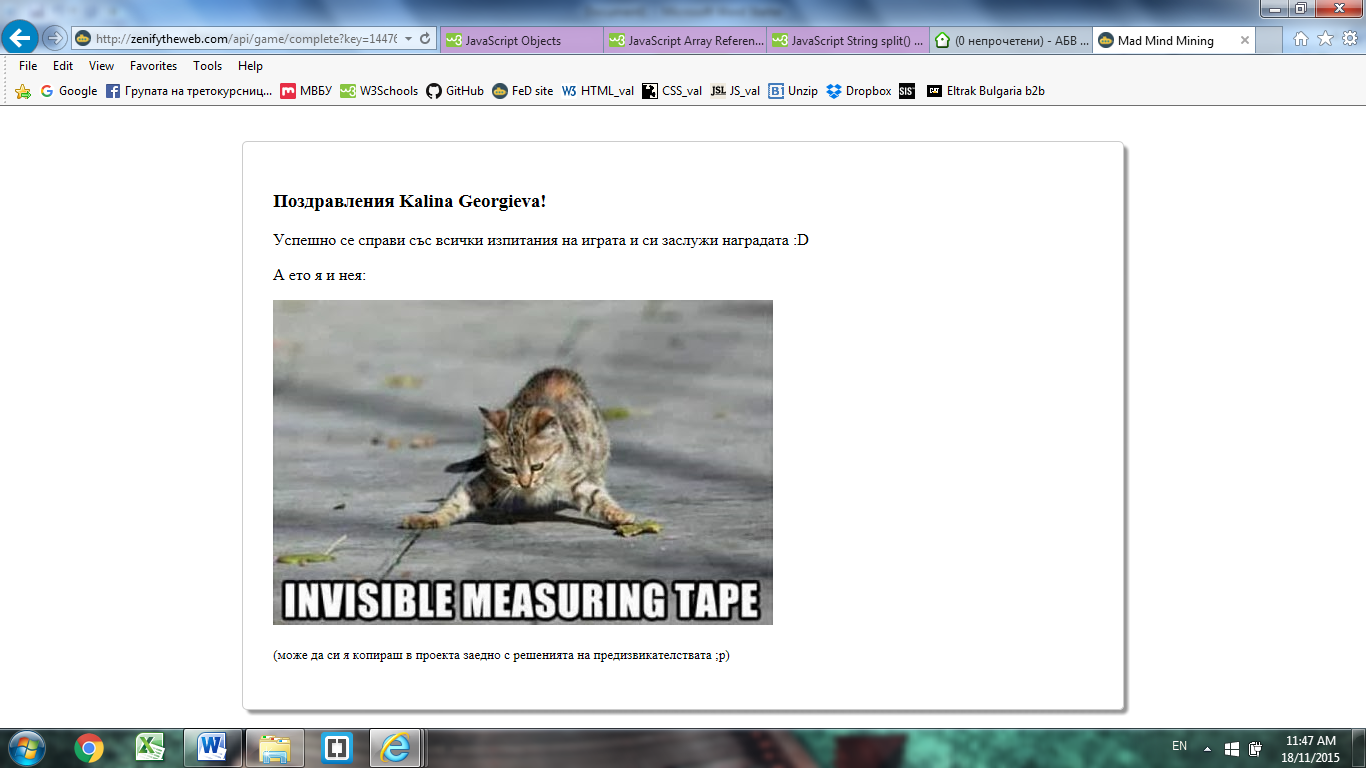 http://zenifytheweb.com/api/game/complete?key=14476
JavaScript Objects
JavaScript Array Referen...
JavaScript String split() ...
(0 непрочетени) - АБВ ...
Mad Mind Mining
File Edit View Favorites Tools Help
Google
Групата на третокурсниц...
МВБУ
W3Schools
GitHub
FeD site
HTML_val
CSS_val
JS_val
Unzip
Dropbox
SIS
Eltrak Bulgaria b2b
Поздравления Kalina Georgieva!
Успешно се справи със всички изпитания на играта и си заслужи наградата :D
А ето я и нея:
INVISIBLE MEASURING TAPE
(може да си я копираш в проекта заедно с решенията на предизвикателствата ;р)
EN
11:47 AM
18/11/2015